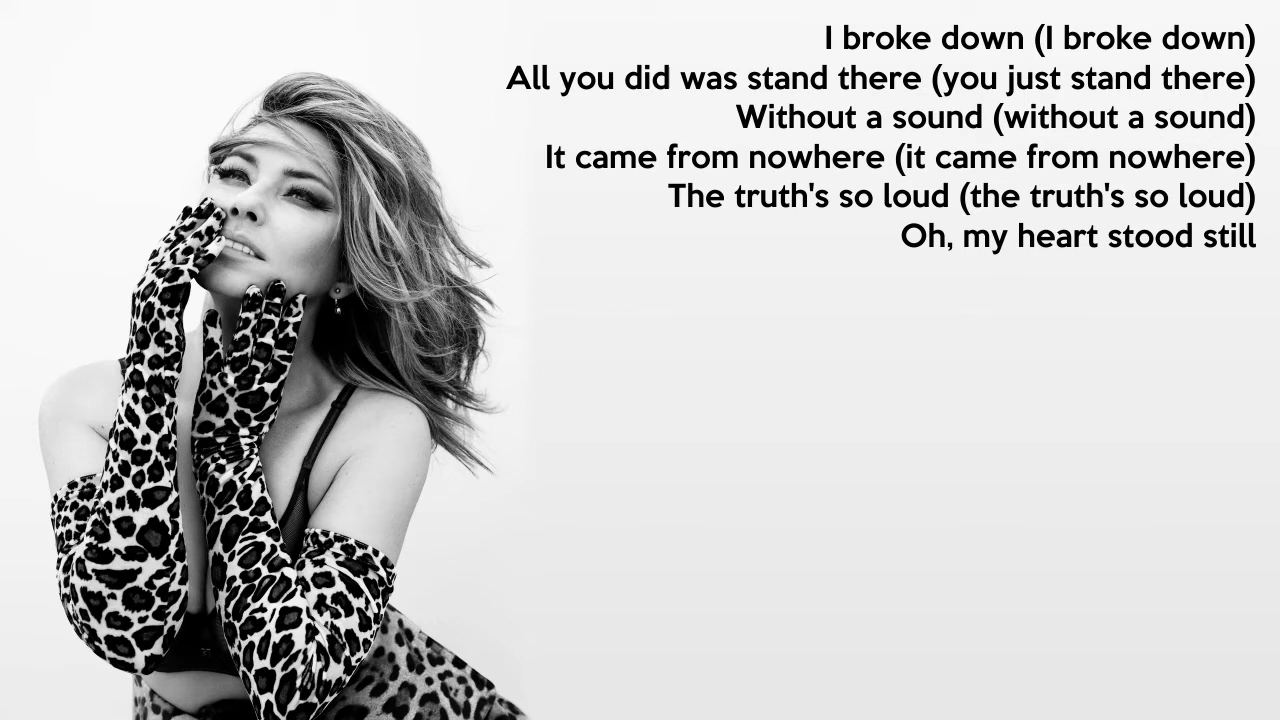 I broke down (I broke down)
All you did was stand there (you just stand there)
Without a sound (without a sound)
It came from nowhere (it came from nowhere)
The truth's so loud (the truth's so loud)
Oh, my heart stood still